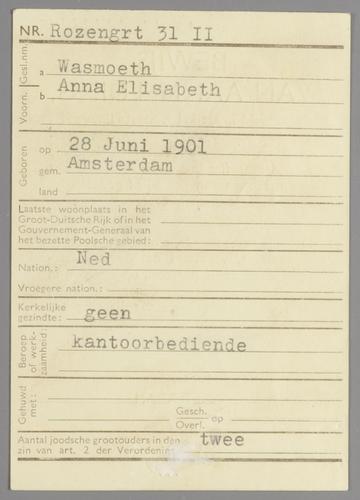 NR. Rozengrt 31 II
Gesl.nm. a Wasmoeth
Voorn. b Anna Elisabeth
Geboren op 28 Juni 1901
gem. Amsterdam
land
Laatste woonplaats in het
Groot-Duitsche Rijk of in het
Gouvernement-Generaal van
het bezette Poolsche gebied:
Nation.: Ned
Vroegere nation.:
Kerkelijke
gezindte: geen
Beroep of werkzaamheid kantoorbediende
Gehuwd met:
Gesch. op
Overl.
Aantal joodsche grootouders in den twee
zin van art. 2 der Verordening